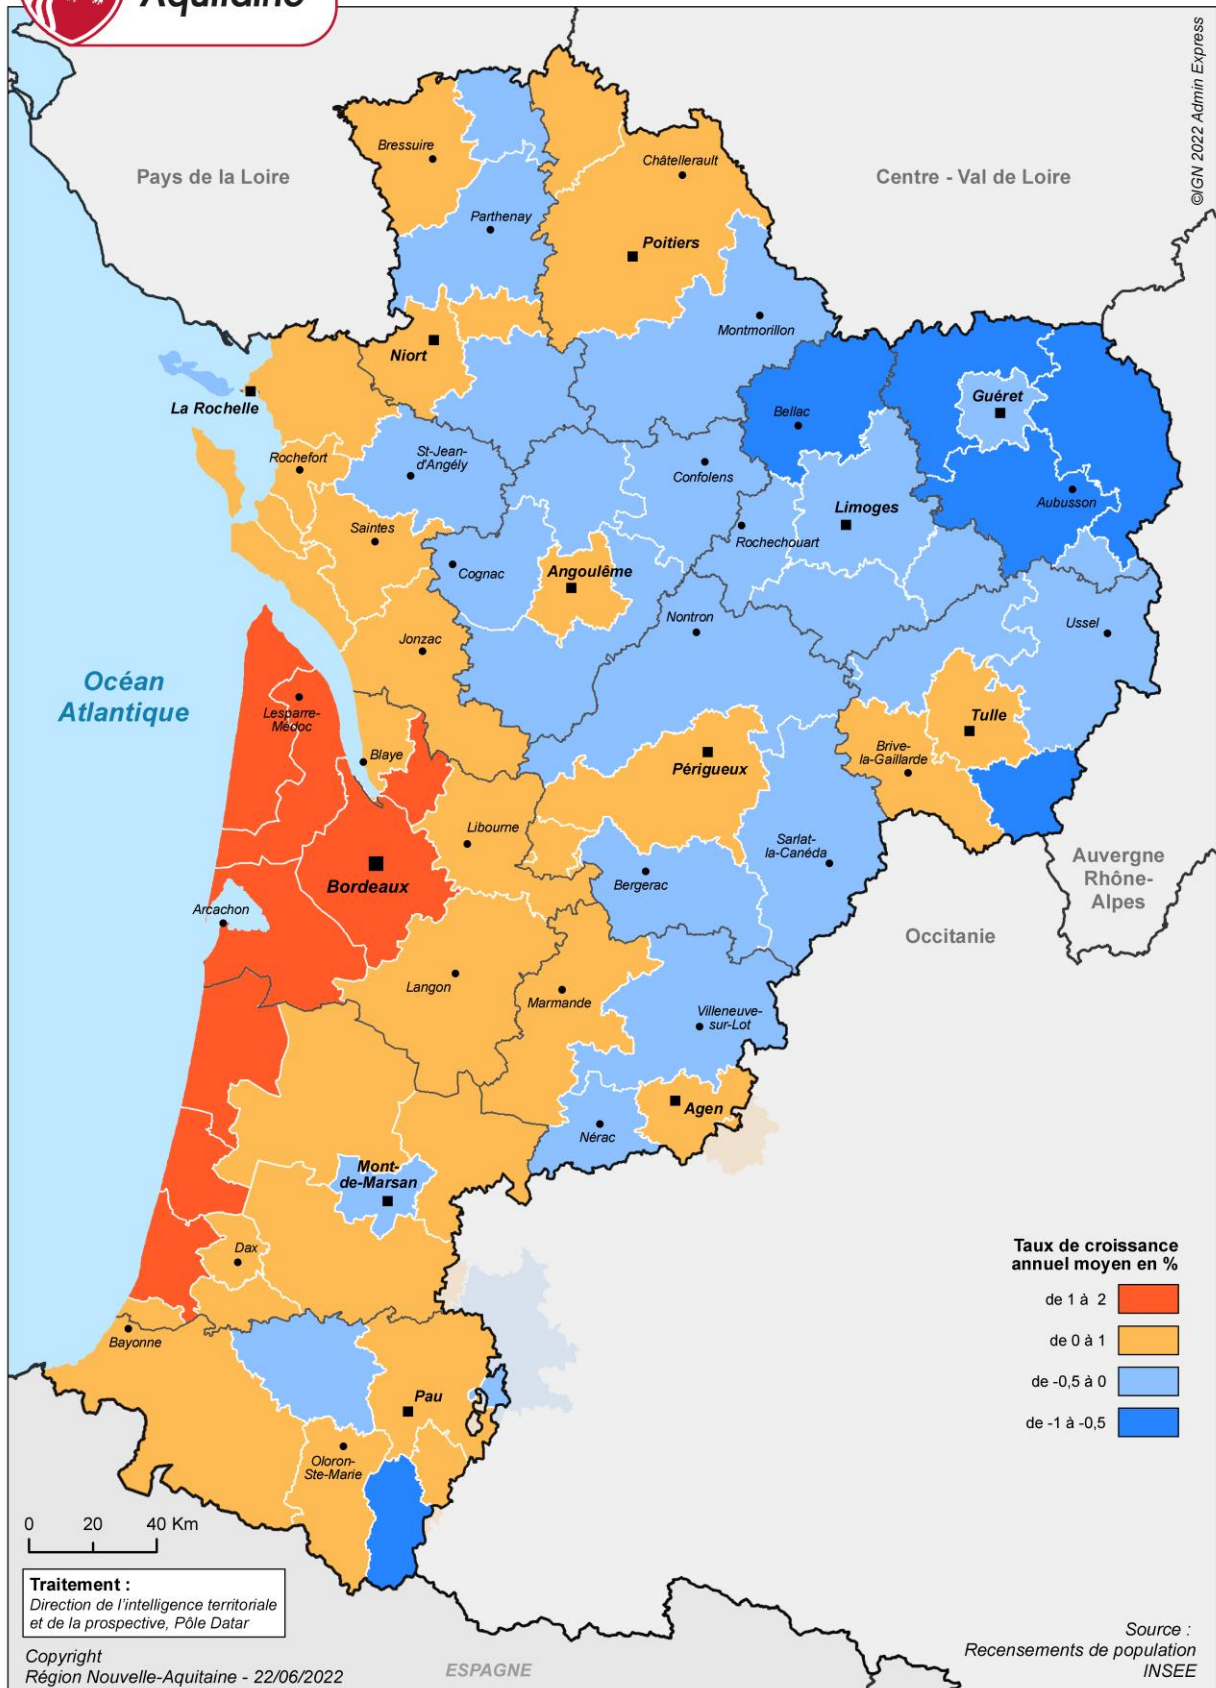 Aquitaine
©IGN 2022 Admin Express
Pays de la Loire
Centre - Val de Loire
Bressuire
Châtellerault
Parthenay
Poitiers
Montmorillon
Niort
La Rochelle
Guéret
Bellac
Rochefort
St-Jean-
d'Angély
Confolens
Aubusson
Limoges
Saintes
Rochechouart
Cognac
Angoulême
Nontron
Ussel
Jonzac
Océan
Atlantique
Lesparre-
Médoc
Tulle
Blaye
Brive-
la-Gaillarde
Périgueux
Libourne
Sarlat-
la-Canéda
Bordeaux
Bergerac
Auvergne
Rhône-
Alpes
Arcachon
Occitanie
Langon
Marmande
Villeneuve-
sur-Lot
Agen
Nérac
Mont-
de-Marsan
Dax
Bayonne
Pau
Oloron-
Ste-Marie
Taux de croissance
annuel moyen en %
de 1 à 2
de 0 à 1
de -0,5 à 0
de -1 à -0,5
0 20 40 Km
Traitement :
Direction de l'intelligence territoriale
et de la prospective, Pôle Datar
Copyright
Région Nouvelle-Aquitaine - 22/06/2022
ESPAGNE
Source :
Recensements de population
INSEE